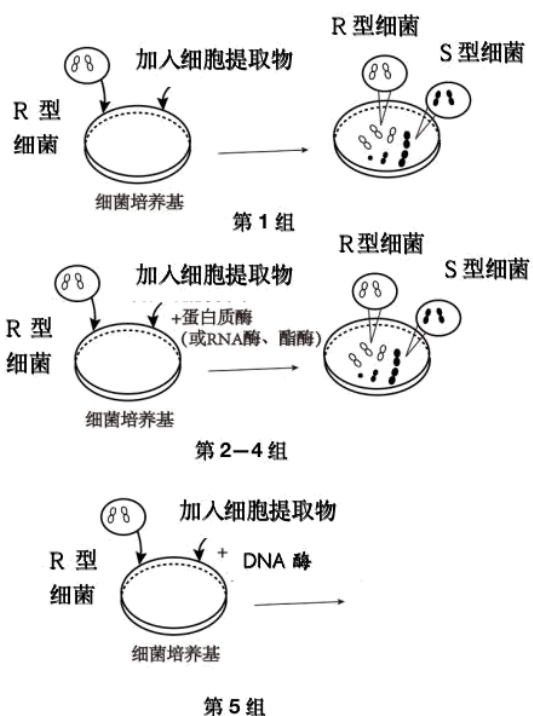 R 型细菌
S 型细菌
加入细胞提取物
R 型
细菌
细菌培养基
第 1 组
R 型细菌
S 型细菌
加入细胞提取物
+蛋白质酶
(或RNA酶、酯酶)
R 型
细菌
细菌培养基
第 2—4 组
加入细胞提取物
+ DNA 酶
R 型
细菌
细菌培养基
第 5 组